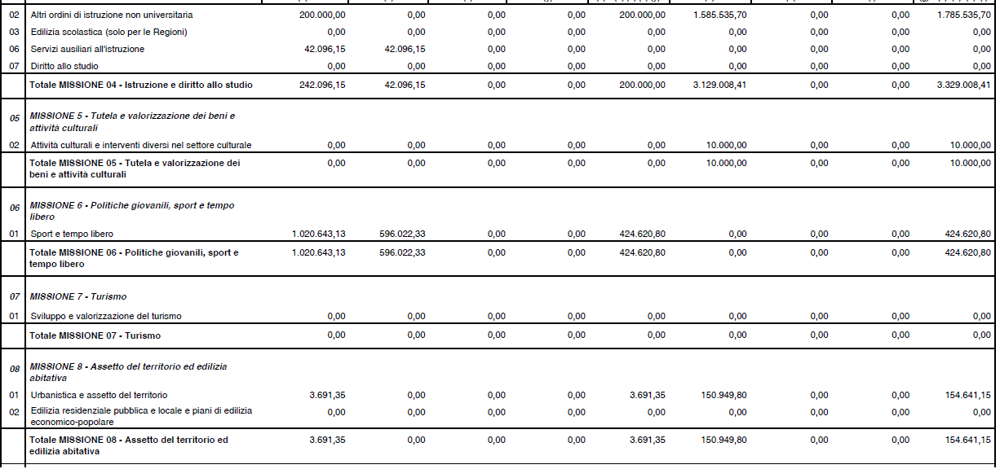 02 Altri ordini di istruzione non universitaria 200.000,00 0,00 0,00 0,00 200.000,00 1.585.535,70 0,00 0,00 1.785.535,70
03 Edilizia scolastica (solo per le Regioni) 0,00 0,00 0,00 0,00 0,00 0,00 0,00 0,00 0,00
06 Servizi ausiliari all'istruzione 42.096,15 42.096,15 0,00 0,00 0,00 0,00 0,00 0,00 0,00
07 Diritto allo studio 0,00 0,00 0,00 0,00 0,00 0,00 0,00 0,00 0,00
Totale MISSIONE 04 - Istruzione e diritto allo studio 242.096,15 42.096,15 0,00 0,00 200.000,00 3.129.008,41 0,00 0,00 3.329.008,41
05 MISSIONE 5 - Tutela e valorizzazione dei beni e
attività culturali
02 Attività culturali e interventi diversi nel settore culturale 0,00 0,00 0,00 0,00 0,00 10.000,00 0,00 0,00 10.000,00
Totale MISSIONE 05 - Tutela e valorizzazione dei 0,00 0,00 0,00 0,00 0,00 10.000,00 0,00 0,00 10.000,00
beni e attività culturali
06 MISSIONE 6 - Politiche giovanili, sport e tempo
libero
01 Sport e tempo libero 1.020.643,13 596.022,33 0,00 0,00 424.620,80 0,00 0,00 0,00 424.620,80
Totale MISSIONE 06 - Politiche giovanili, sport e 1.020.643,13 596.022,33 0,00 0,00 424.620,80 0,00 0,00 0,00 424.620,80
tempo libero
07 MISSIONE 7 - Turismo
01 Sviluppo e valorizzazione del turismo 0,00 0,00 0,00 0,00 0,00 0,00 0,00 0,00 0,00
Totale MISSIONE 07 - Turismo 0,00 0,00 0,00 0,00 0,00 0,00 0,00 0,00 0,00
08 MISSIONE 8 - Assetto del territorio ed edilizia
abitativa
01 Urbanistica e assetto del territorio 3.691,35 0,00 0,00 0,00 3.691,35 150.949,80 0,00 0,00 154.641,15
02 Edilizia residenziale pubblica e locale e piani di edilizia 0,00 0,00 0,00 0,00 0,00 0,00 0,00 0,00 0,00
economico-popolare
Totale MISSIONE 08 - Assetto del territorio ed 3.691,35 0,00 0,00 0,00 3.691,35 150.949,80 0,00 0,00 154.641,15
edilizia abitativa